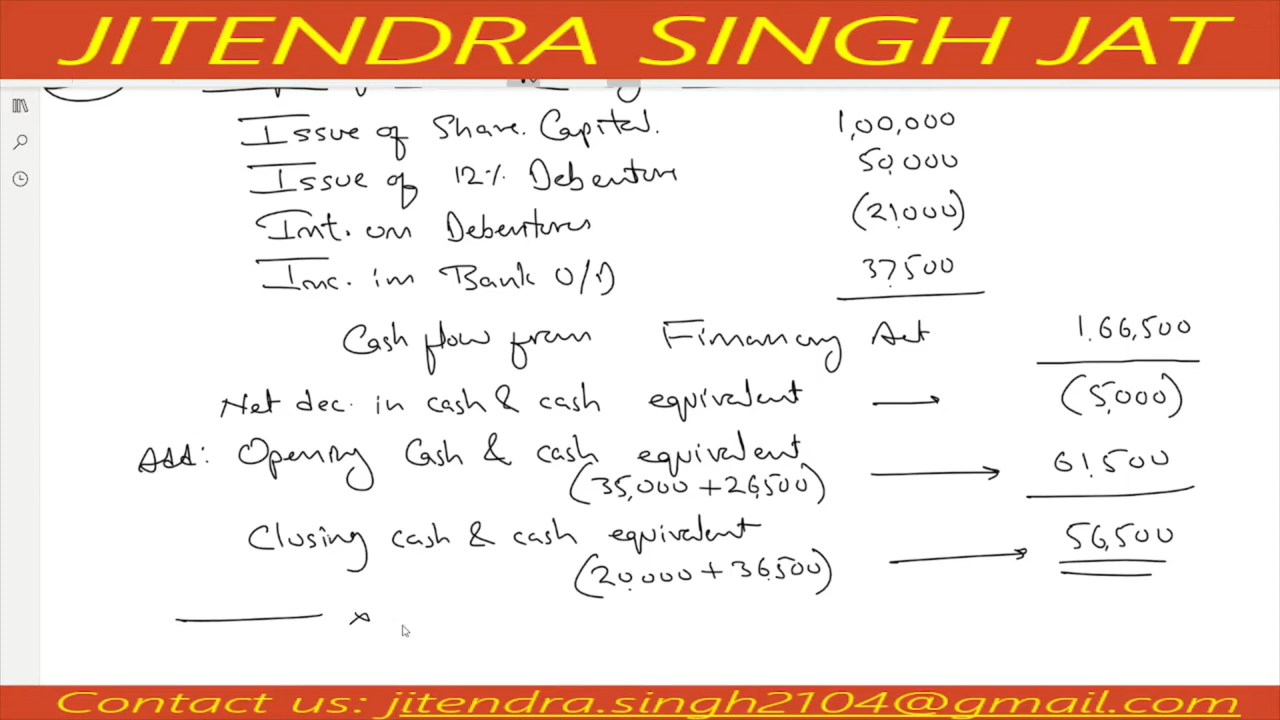 JITENDRA SINGH JAT
Issue of Share Capital. 1,00,000
Issue of 12% Debenture 50,000
Int. on Debentures (21,000)
Inc. in Bank O/D 37,500
Cash flow from Financing Act 1,66,500
Net dec. in cash & cash equivalent → (5,000)
Add: Opening Cash & cash equivalent → 61,500
(35,000 + 26,500)
Closing cash & cash equivalent → 56,500
(20,000 + 36,500)
x
Contact us: jitendra.singh2104@gmail.com